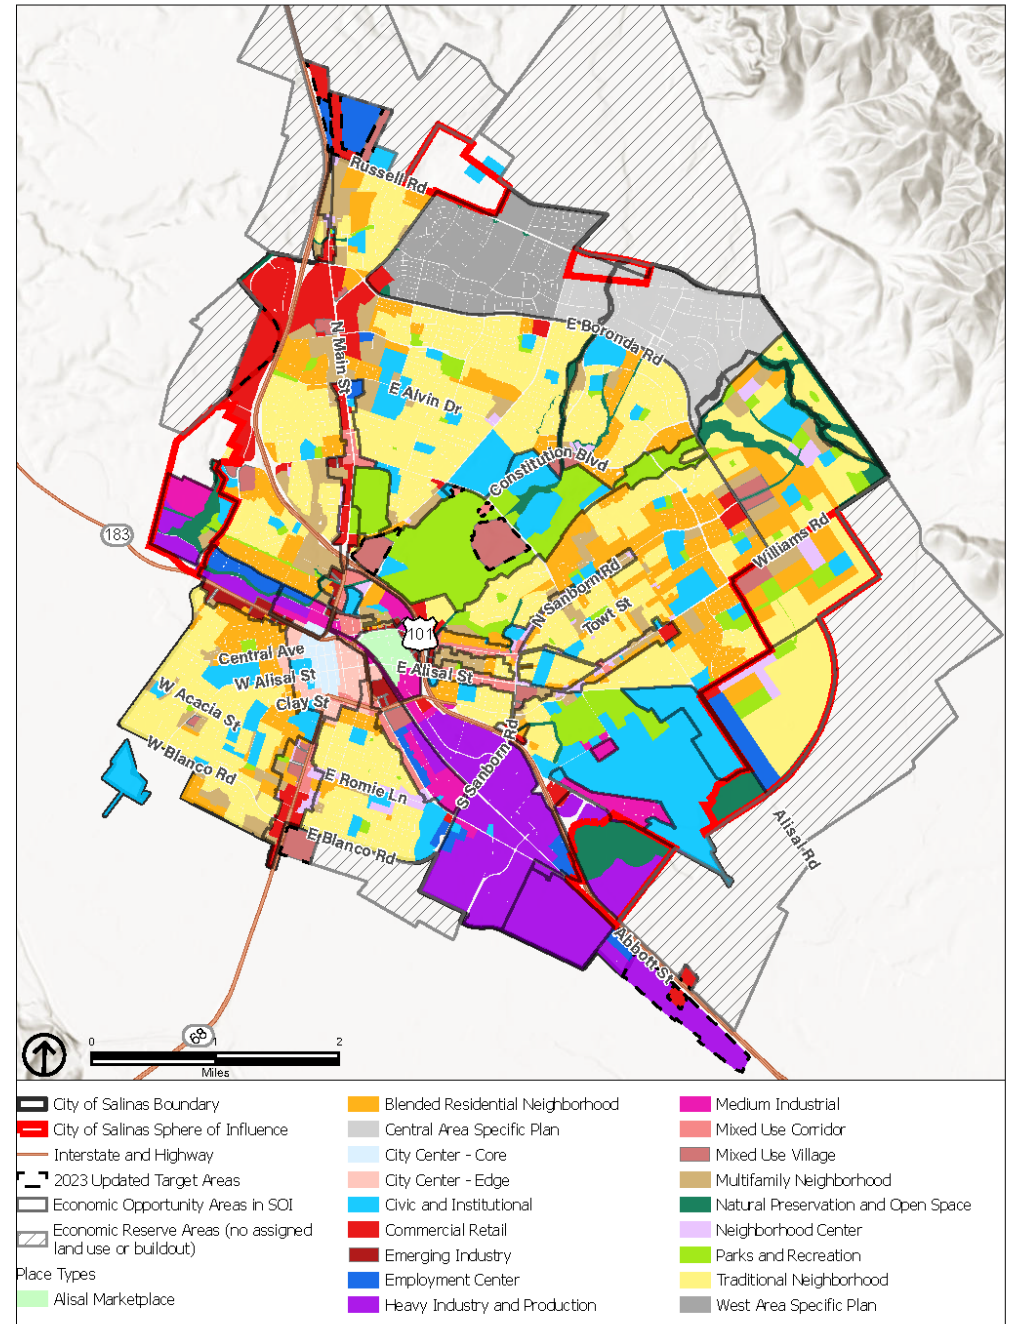 Russell Rd
N Main St
E Boronda Rd
E Alvin Dr
Constitution Blvd
183
Williams Rd
N Sanborn Rd
Towt St
101
Central Ave
W Alisal St
E Alisal St
W Acacia St
Clay St
W Blanco Rd
E Romie Ln
S Sanborn Rd
E Blanco Rd
Alisal Rd
Abbott St
68
0 1 2
Miles
City of Salinas Boundary
City of Salinas Sphere of Influence
Interstate and Highway
2023 Updated Target Areas
Economic Opportunity Areas in SOI
Economic Reserve Areas (no assigned
land use or buildout)
Place Types
Alisal Marketplace
Blended Residential Neighborhood
Central Area Specific Plan
City Center - Core
City Center - Edge
Civic and Institutional
Commercial Retail
Emerging Industry
Employment Center
Heavy Industry and Production
Medium Industrial
Mixed Use Corridor
Mixed Use Village
Multifamily Neighborhood
Natural Preservation and Open Space
Neighborhood Center
Parks and Recreation
Traditional Neighborhood
West Area Specific Plan